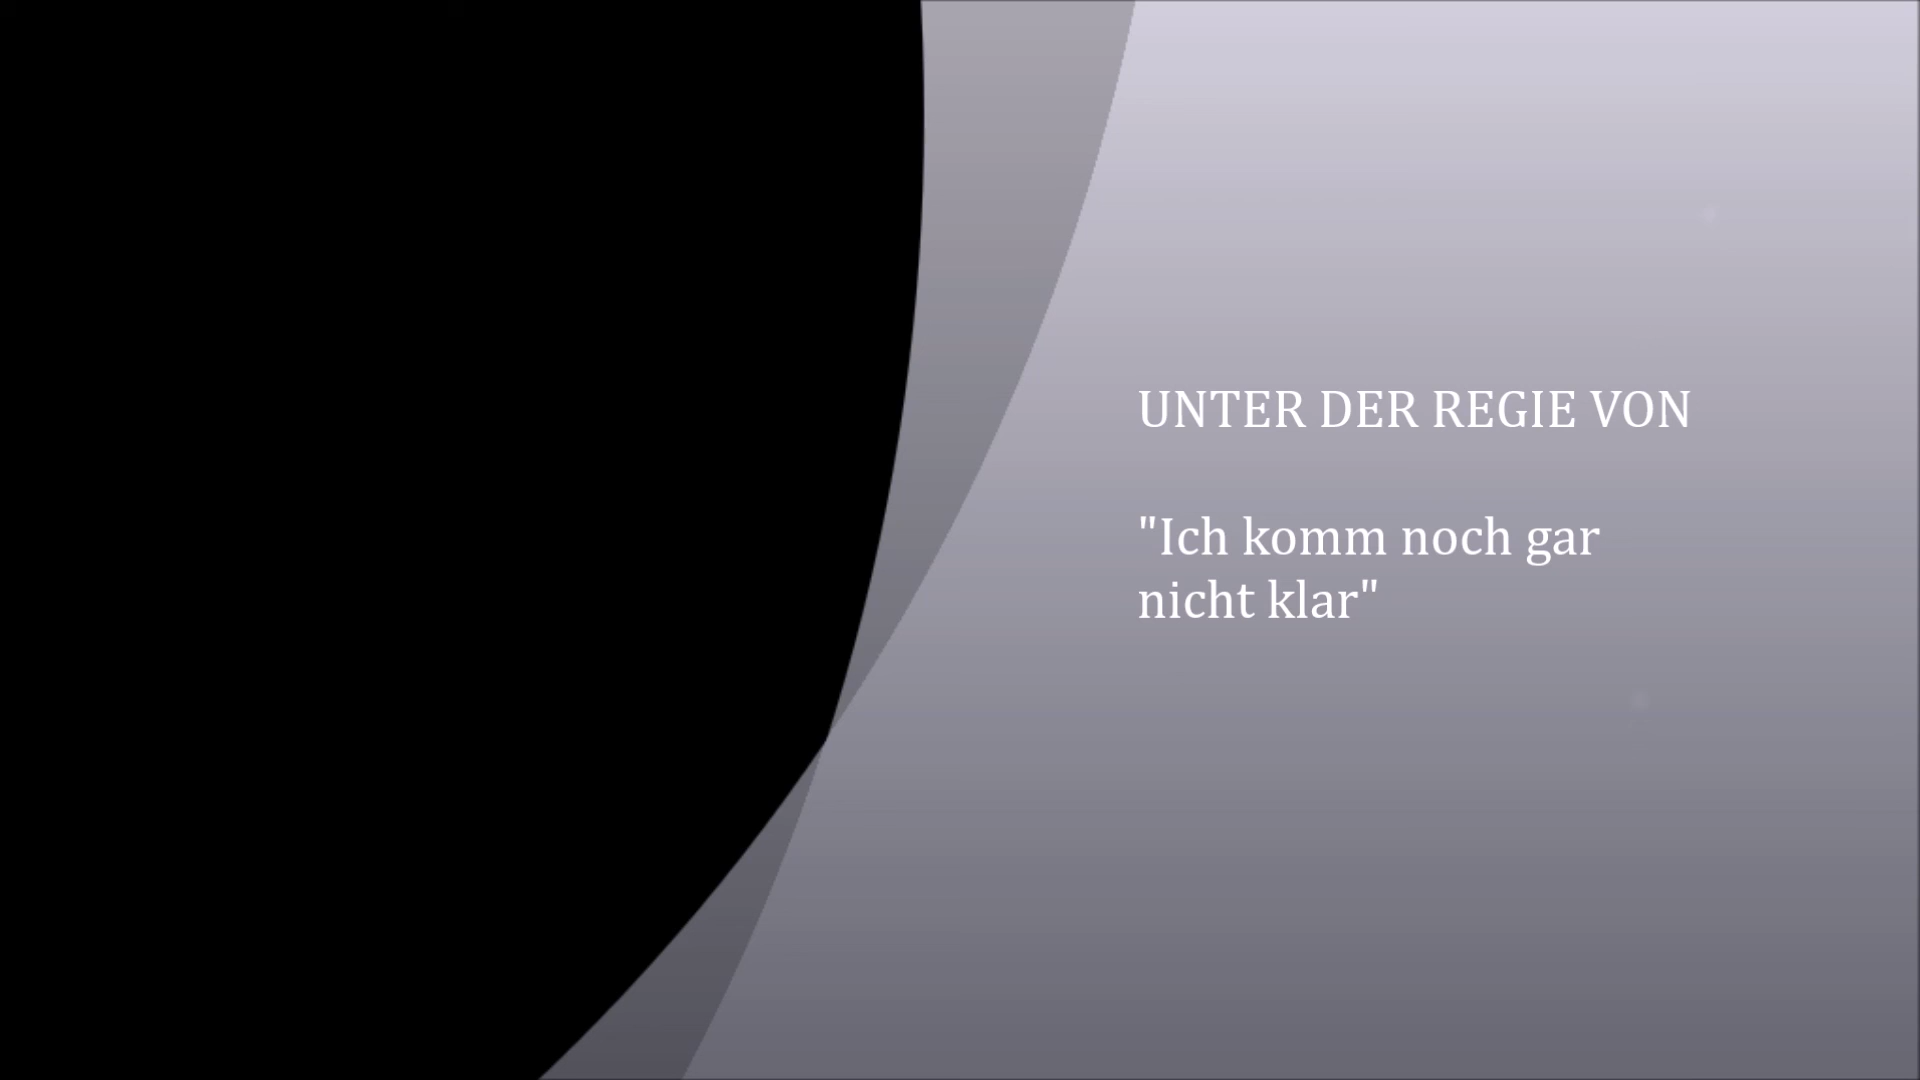 UNTER DER REGIE VON
"Ich komm noch gar
nicht klar"